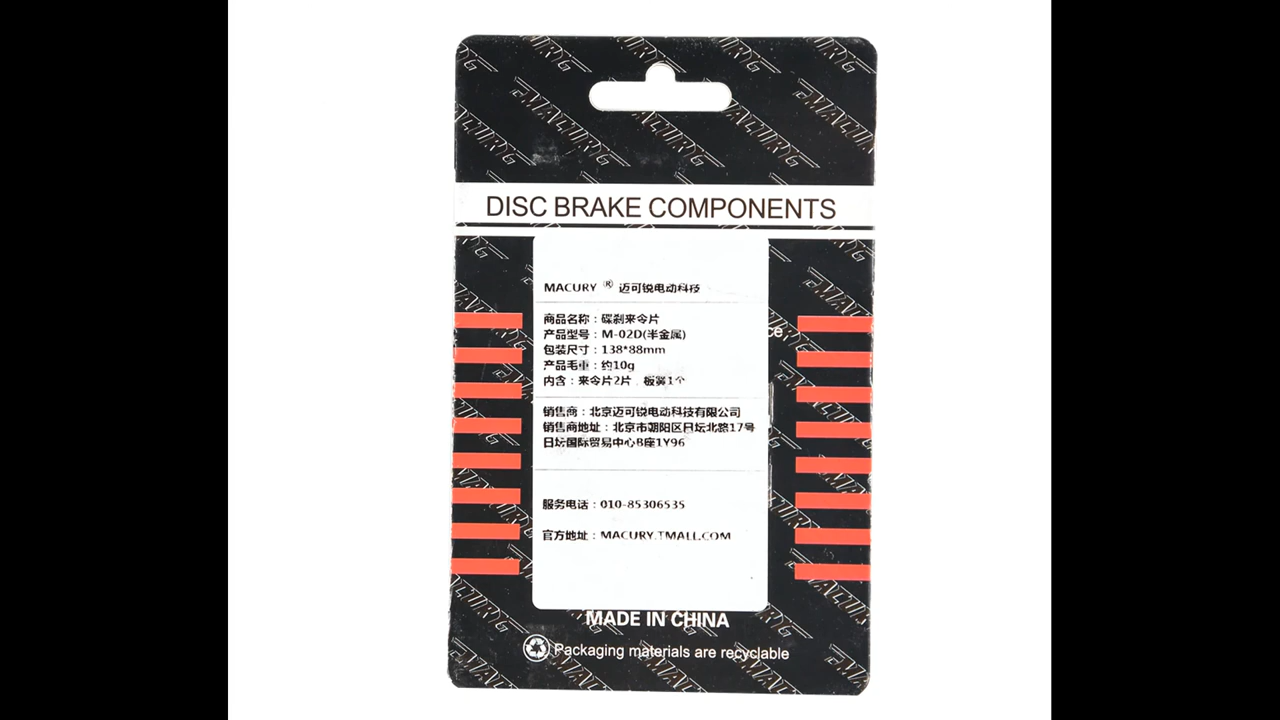 DISC BRAKE COMPONENTS
MACURY ® 迈可锐电动科技
商品名称：碟刹来令片
产品型号：M-02D(半金属)
包装尺寸：138*88mm
产品毛重：约10g
内含：来令片2片，板簧1个
销售商：北京迈可锐电动科技有限公司
销售商地址：北京市朝阳区日坛北路17号
日坛国际贸易中心B座1Y96
服务电话：010-85306535
官方地址：MACURY.TMALL.COM
MADE IN CHINA
Packaging materials are recyclable